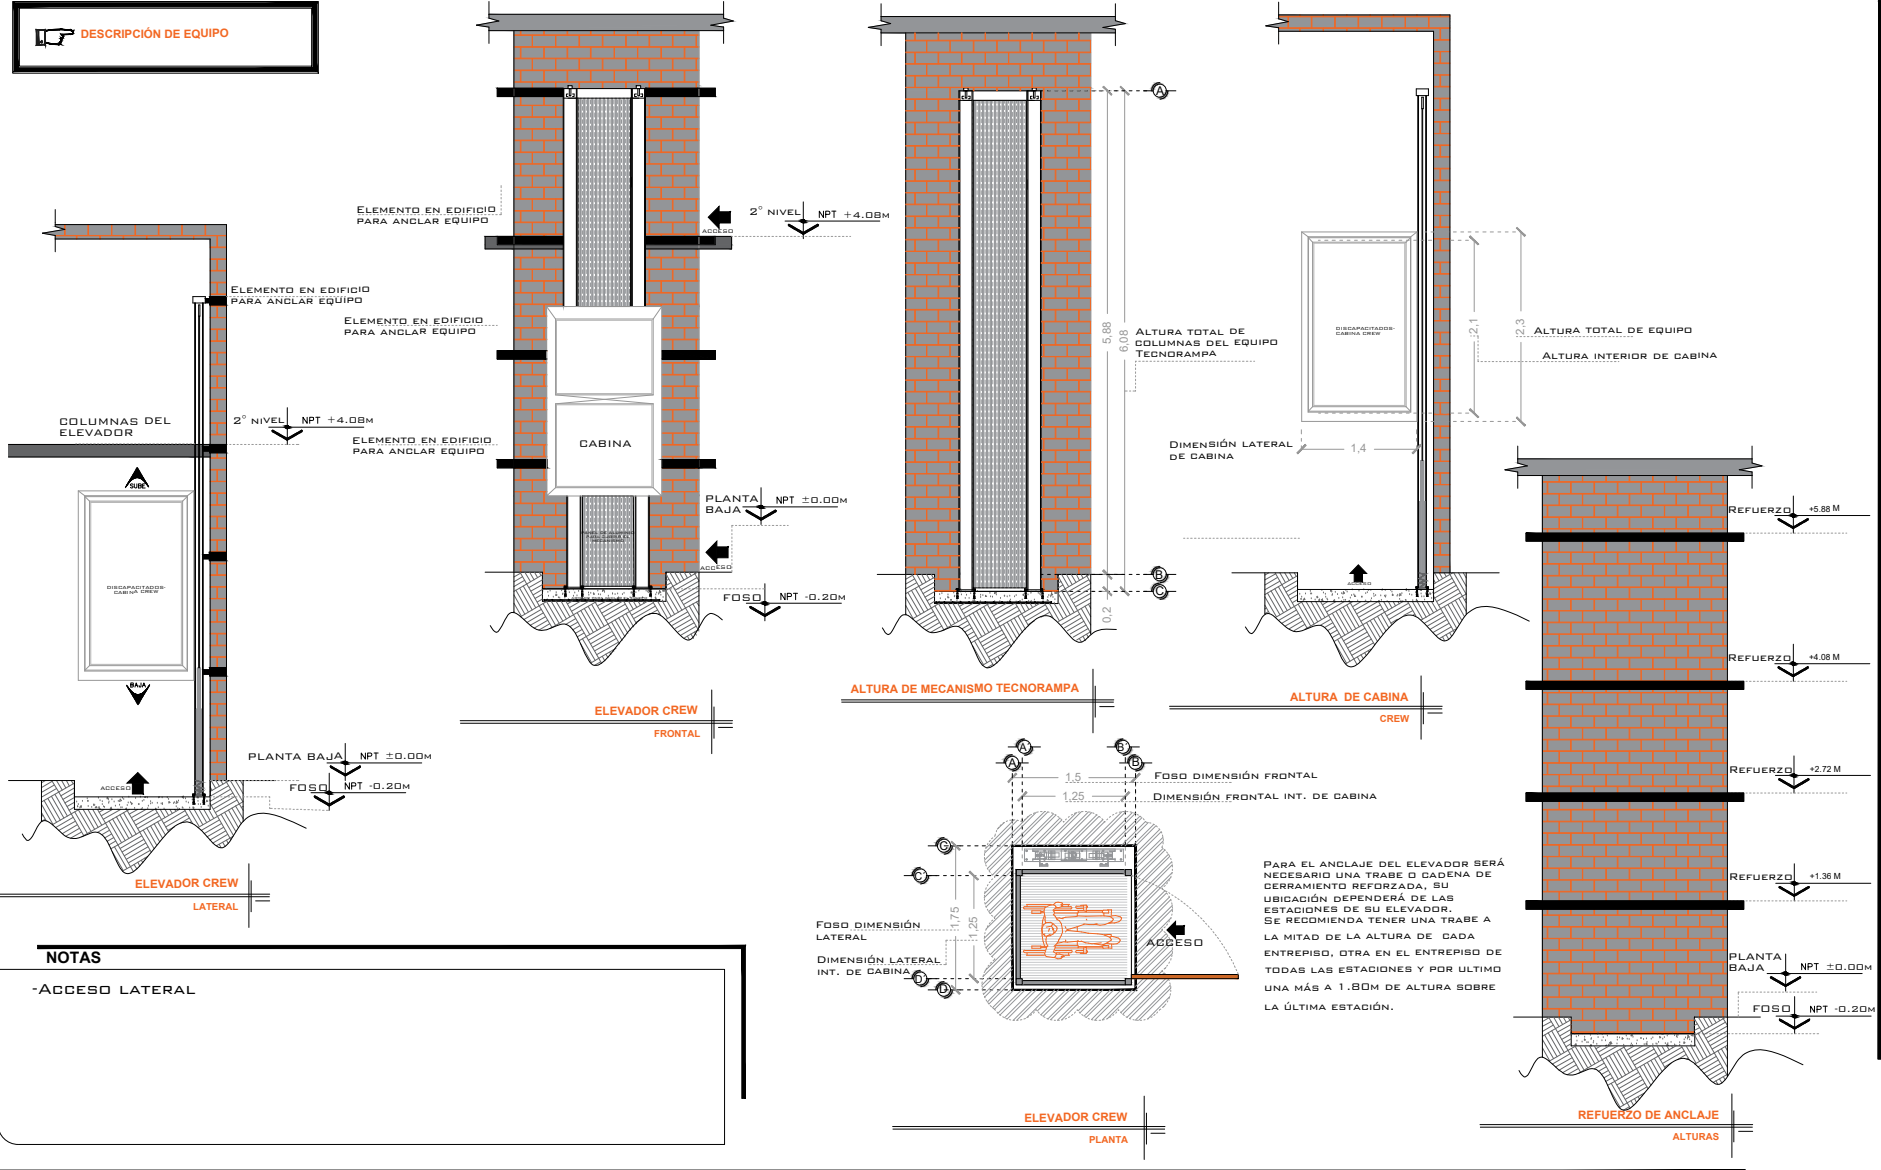 DESCRIPCIÓN DE EQUIPO
ELEMENTO EN EDIFICIO
PARA ANCLAR EQUIPO
COLUMNAS DEL
ELEVADOR
2° NIVEL NPT +4.08M
SUBE
DISCAPACITADOS-
CABINA CREW
BAJA
ACCESO
PLANTA BAJA NPT ±0.00M
FOSO NPT -0.20M
ELEVADOR CREW
LATERAL
ELEMENTO EN EDIFICIO
PARA ANCLAR EQUIPO
ELEMENTO EN EDIFICIO
PARA ANCLAR EQUIPO
ELEMENTO EN EDIFICIO
PARA ANCLAR EQUIPO
ACCESO
2° NIVEL NPT +4.08M
CABINA
PLANTA
BAJA NPT ±0.00M
ACCESO
FOSO NPT -0.20M
ELEVADOR CREW
FRONTAL
A
5,88
6,08
ALTURA TOTAL DE
COLUMNAS DEL EQUIPO
TECNORAMPA
B
C
0,2
ALTURA DE MECANISMO TECNORAMPA
DISCAPACITADOS-
CABINA CREW
2,1
2,3
ALTURA TOTAL DE EQUIPO
ALTURA INTERIOR DE CABINA
DIMENSIÓN LATERAL
DE CABINA
1,4
ACCESO
ALTURA DE CABINA
CREW
REFUERZO +5.88 M
REFUERZO +4.08 M
REFUERZO +2.72 M
REFUERZO +1.36 M
PLANTA
BAJA NPT ±0.00M
FOSO NPT -0.20M
REFUERZO DE ANCLAJE
ALTURAS
A' B'
A B
1.5 FOSO DIMENSIÓN FRONTAL
1,25 DIMENSIÓN FRONTAL INT. DE CABINA
C
C'
1,75
1,25
FOSO DIMENSIÓN
LATERAL
DIMENSIÓN LATERAL
INT. DE CABINA
D'
D
ACCESO
ELEVADOR CREW
PLANTA
PARA EL ANCLAJE DEL ELEVADOR SERÁ
NECESARIO UNA TRABE O CADENA DE
CERRAMIENTO REFORZADA, SU
UBICACIÓN DEPENDERÁ DE LAS
ESTACIONES DE SU ELEVADOR.
SE RECOMIENDA TENER UNA TRABE A
LA MITAD DE LA ALTURA DE CADA
ENTREPISO, OTRA EN EL ENTREPISO DE
TODAS LAS ESTACIONES Y POR ULTIMO
UNA MÁS A 1.80M DE ALTURA SOBRE
LA ÚLTIMA ESTACIÓN.
NOTAS
-ACCESO LATERAL